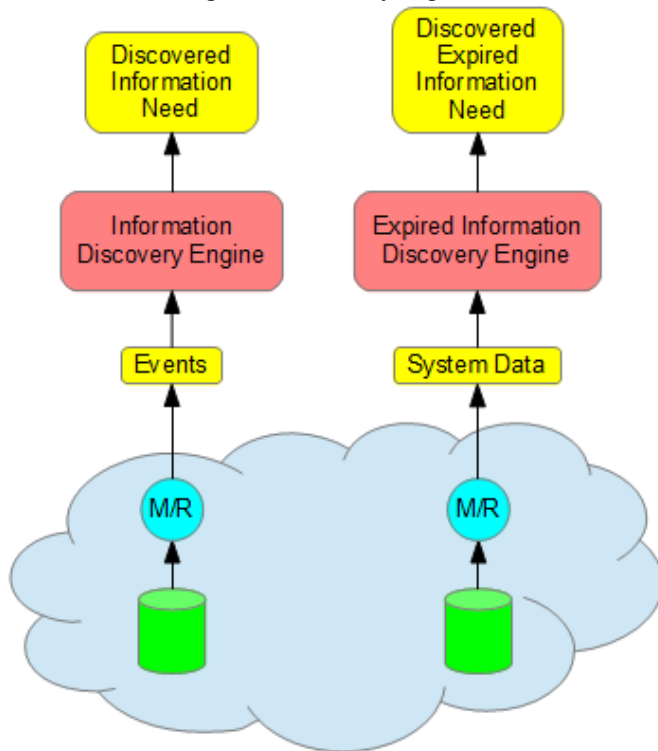 Discovered
Information
Need
Discovered
Expired
Information
Need
Information
Discovery Engine
Expired Information
Discovery Engine
Events
System Data
M/R
M/R